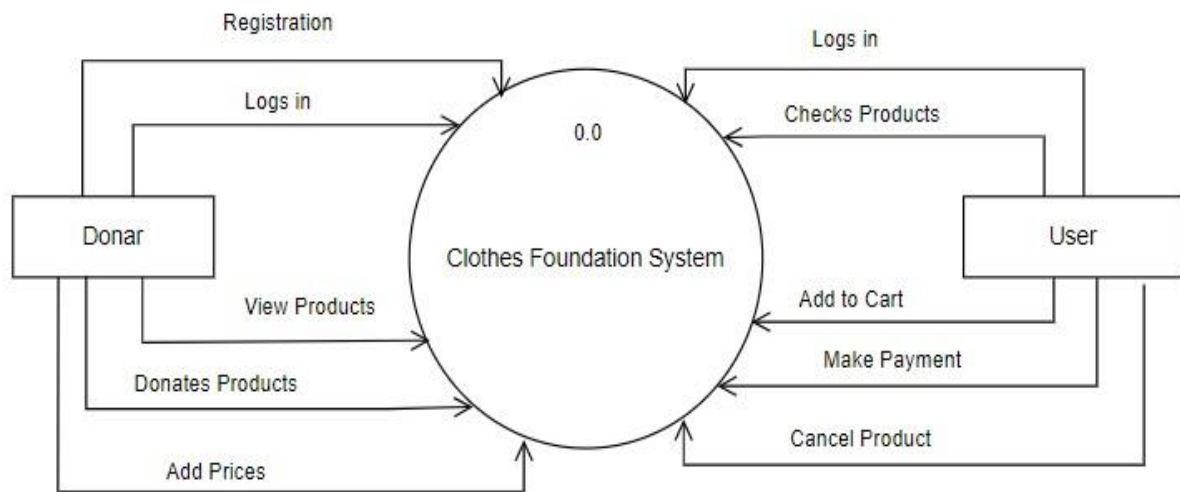 Registration
Logs in
Logs in
Checks Products
0.0
Donar
User
Clothes Foundation System
View Products
Add to Cart
Donates Products
Make Payment
Add Prices
Cancel Product